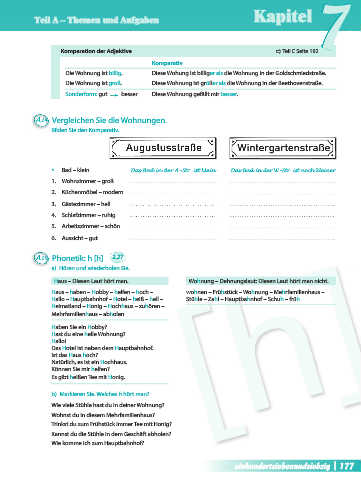 Teil A – Themen und Aufgaben
Kapitel 7
Komparation der Adjektive
Teil C Seite 192
Komparativ
Die Wohnung ist billig.
Diese Wohnung ist billiger als die Wohnung in der Goldschmiedstraße.
Die Wohnung ist groß.
Diese Wohnung ist größer als die Wohnung in der Beethovenstraße.
Sonderform: gut → besser
Diese Wohnung gefällt mir besser.
Vergleichen Sie die Wohnungen.
Bilden Sie den Komparativ.
Augustusstraße
Wintergartenstraße
Bad – klein
Das Bad in der A.-Str. ist klein.
Das Bad in der W.-Str. ist noch kleiner.
1. Wohnzimmer – groß
2. Küchenmöbel – modern
3. Gästezimmer – hell
4. Schlafzimmer – ruhig
5. Arbeitszimmer – schön
6. Aussicht – gut
Phonetik: h [h] 2.27
a) Hören und wiederholen Sie.
Haus – Diesen Laut hört man.
Wohnung – Dehnungslaut: Diesen Laut hört man nicht.
Haus – haben – Hobby – helfen – hoch –
Hallo – Hauptbahnhof – Hotel – heiß – hell –
Heimatland – Honig – Hochhaus – zuhören –
Mehrfamilienhaus – abholen
wohnen – Frühstück – Wohnung – Mehrfamilienhaus –
Stühle – Zahl – Hauptbahnhof – Schuh – früh
Haben Sie ein Hobby?
Hast du eine helle Wohnung?
Hallo!
Das Hotel ist neben dem Hauptbahnhof.
Ist das Haus hoch?
Natürlich, es ist ein Hochhaus.
Können Sie mir helfen?
Es gibt heißen Tee mit Honig.
b) Markieren Sie. Welches h hört man?
Wie viele Stühle hast du in deiner Wohnung?
Wohnst du in diesem Mehrfamilienhaus?
Trinkst du zum Frühstück immer Tee mit Honig?
Kannst du die Stühle in dem Geschäft abholen?
Wie komme ich zum Hauptbahnhof?
[h]
einhundertsiebenundsiebzig | 177